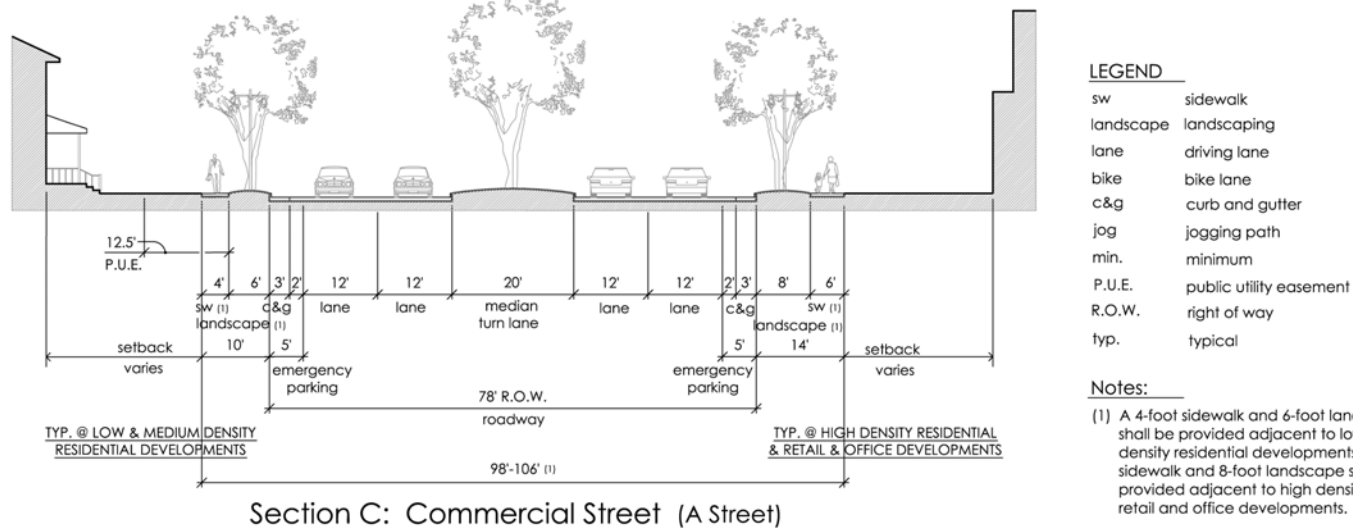 12.5'
P.U.E.
4' 6' 3' 2' 12' 12' 20' 12' 12' 2' 3' 8' 6'
sw (1) c&g lane lane median lane lane c&g sw (1)
landscape (1) turn lane landscape (1)
setback 10' 5' 5' 14' setback
varies emergency emergency varies
parking parking
78' R.O.W.
roadway
TYP. @ LOW & MEDIUM DENSITY
RESIDENTIAL DEVELOPMENTS
TYP. @ HIGH DENSITY RESIDENTIAL
& RETAIL & OFFICE DEVELOPMENTS
98'-106' (1)
Section C: Commercial Street (A Street)
LEGEND
sw sidewalk
landscape landscaping
lane driving lane
bike bike lane
c&g curb and gutter
jog jogging path
min. minimum
P.U.E. public utility easement
R.O.W. right of way
typ. typical
Notes:
(1) A 4-foot sidewalk and 6-foot
shall be provided adjacent to
density residential developments
sidewalk and 8-foot landscape
provided adjacent to high
retail and office developments.